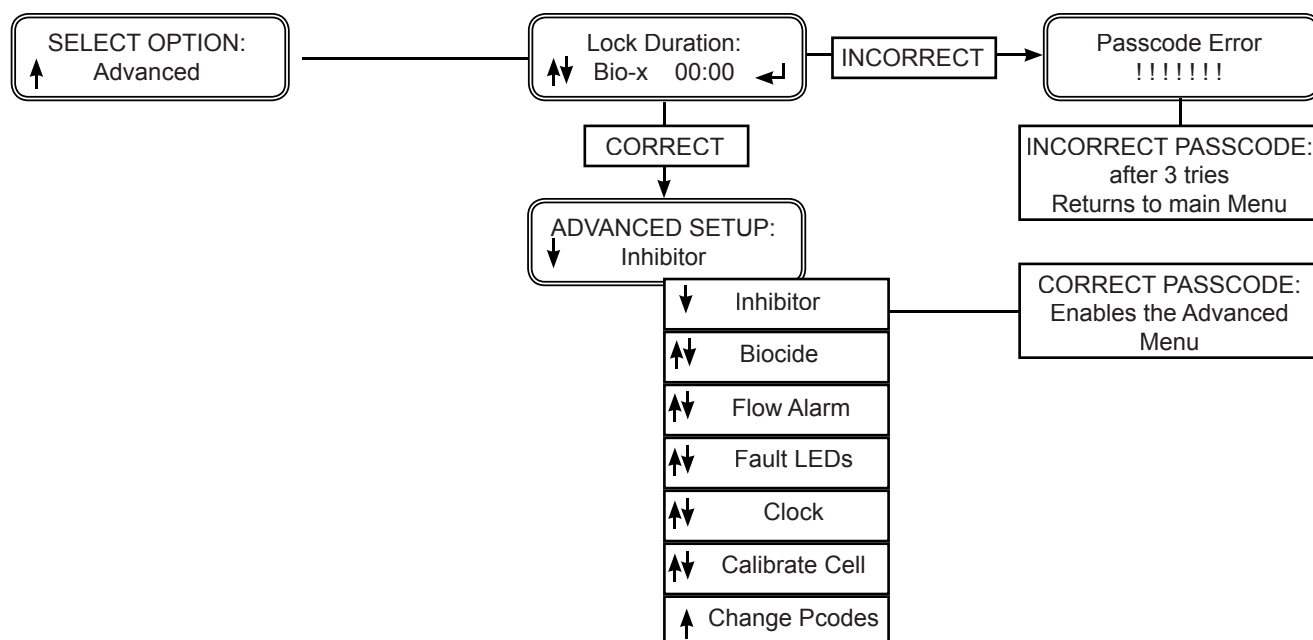 SELECT OPTION:
Advanced
Lock Duration:
Bio-x 00:00
INCORRECT
Passcode Error
! ! ! ! ! ! !
CORRECT
INCORRECT PASSCODE:
after 3 tries
Returns to main Menu
ADVANCED SETUP:
Inhibitor
Inhibitor
CORRECT PASSCODE:
Enables the Advanced
Menu
Biocide
Flow Alarm
Fault LEDs
Clock
Calibrate Cell
Change Pcodes